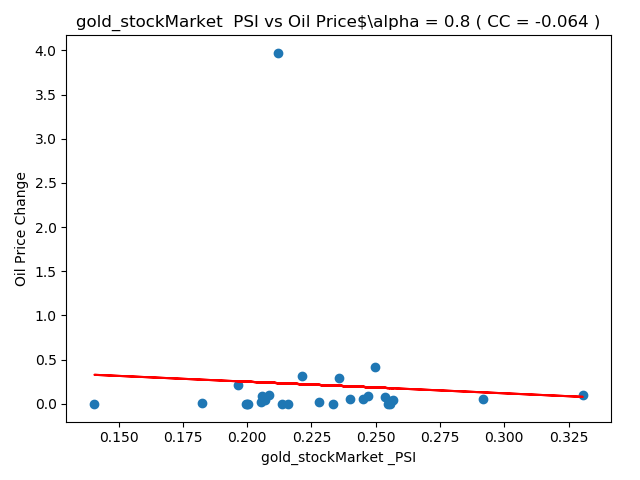 gold_stockMarket  PSI vs Oil Price$\alpha = 0.8 ( CC = -0.064 )
4.0
3.5
3.0
2.5
2.0
1.5
1.0
0.5
0.0
Oil Price Change
0.150 0.175 0.200 0.225 0.250 0.275 0.300 0.325
gold_stockMarket _PSI